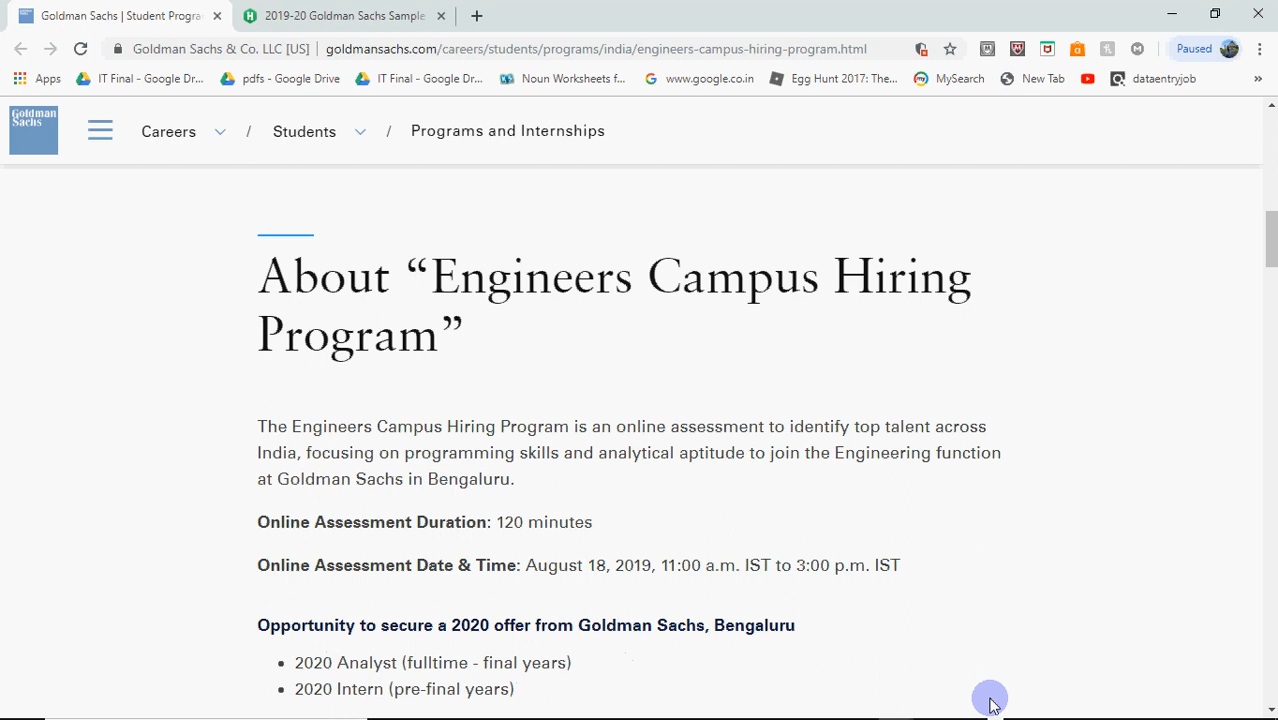 Goldman Sachs | Student Progra
2019-20 Goldman Sachs Sample
Goldman Sachs & Co. LLC [US] | goldmansachs.com/careers/students/programs/india/engineers-campus-hiring-program.html
Paused
Apps
IT Final - Google Dr...
pdfs - Google Drive
IT Final - Google Dr...
Noun Worksheets f...
www.google.co.in
Egg Hunt 2017: The...
MySearch
New Tab
dataentryjob
Goldman
Sachs
Careers / Students / Programs and Internships
About “Engineers Campus Hiring
Program”
The Engineers Campus Hiring Program is an online assessment to identify top talent across
India, focusing on programming skills and analytical aptitude to join the Engineering function
at Goldman Sachs in Bengaluru.
Online Assessment Duration: 120 minutes
Online Assessment Date & Time: August 18, 2019, 11:00 a.m. IST to 3:00 p.m. IST
Opportunity to secure a 2020 offer from Goldman Sachs, Bengaluru
• 2020 Analyst (fulltime - final years)
• 2020 Intern (pre-final years)